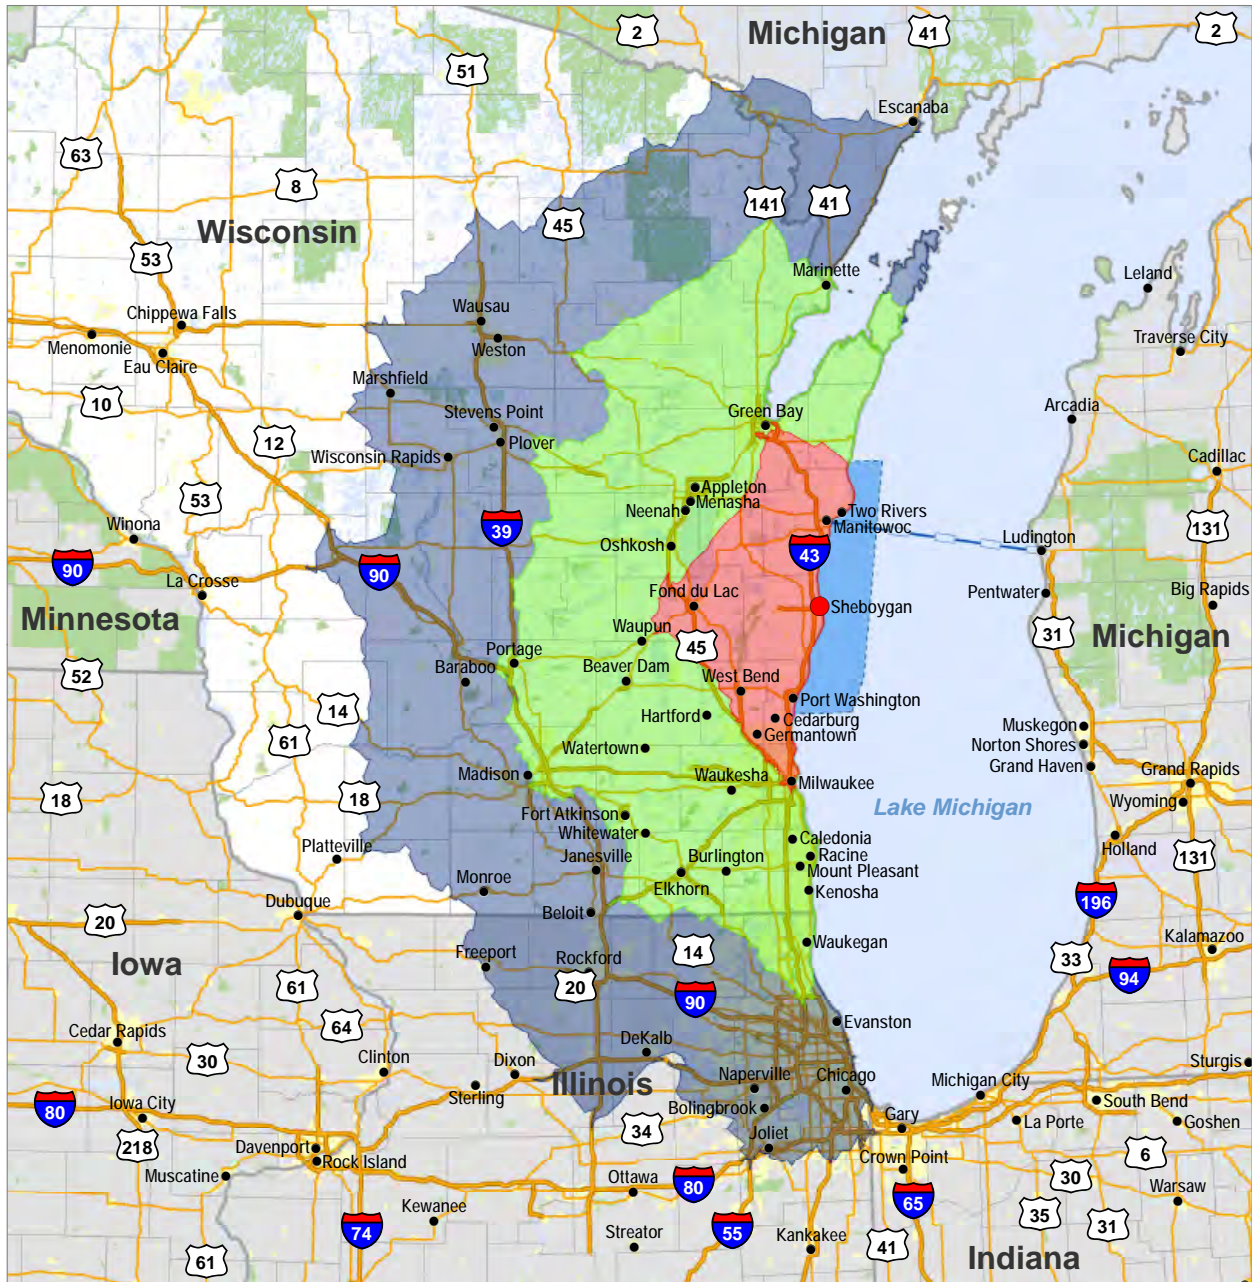 Michigan
2
41
2
51
Escanaba
63
8
141
41
45
Wisconsin
53
Marinette
Leland
Wausau
Chippewa Falls
Menomonie
Weston
Traverse City
Eau Claire
Marshfield
10
Stevens Point
Green Bay
Arcadia
12
Plover
Wisconsin Rapids
Cadillac
53
Appleton
Menasha
Neenah
Two Rivers
Manitowoc
Winona
39
131
Oshkosh
43
Ludington
90
90
La Crosse
Fond du Lac
Sheboygan
Pentwater
Big Rapids
Minnesota
Waupun
45
31
Michigan
Portage
Beaver Dam
52
Baraboo
West Bend
Port Washington
14
Hartford
Cedarburg
Germantown
Muskegon
61
Watertown
Norton Shores
Madison
Waukesha
Milwaukee
Grand Haven
Grand Rapids
18
18
Lake Michigan
Wyoming
Fort Atkinson
Whitewater
Caledonia
Platteville
Janesville
Burlington
Racine
Mount Pleasant
Holland
131
Monroe
Elkhorn
Kenosha
Dubuque
Beloit
196
20
Waukegan
Kalamazoo
Iowa
Freeport
Rockford
14
33
94
61
20
90
64
Evanston
Cedar Rapids
DeKalb
30
Clinton
Dixon
Sturgis
Illinois
Naperville
Chicago
Michigan City
Sterling
80
Iowa City
Bolingbrook
South Bend
Gary
La Porte
Goshen
34
218
Davenport
Joliet
Rock Island
Crown Point
6
Muscatine
Ottawa
80
30
Warsaw
65
Kewanee
74
55
35
31
Streator
Kankakee
41
61
Indiana